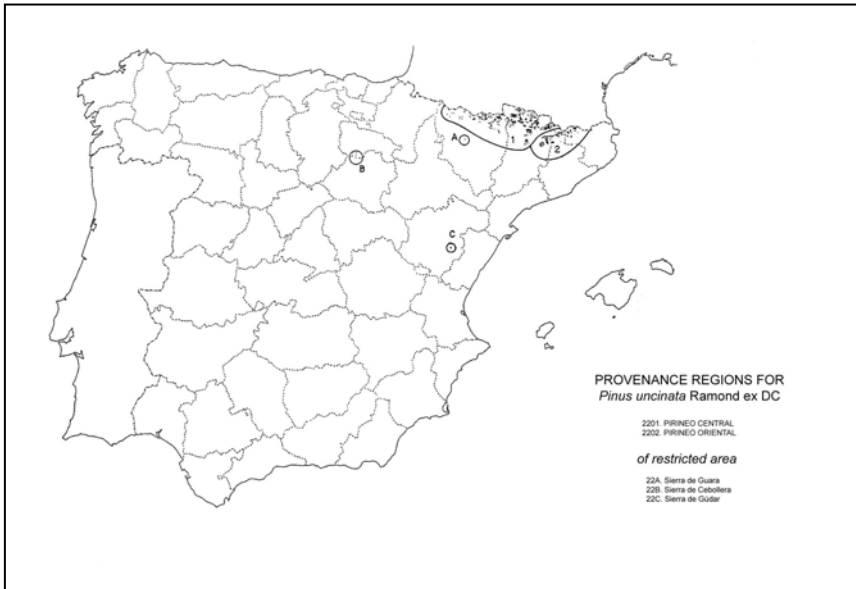 A
1
2
B
C
PROVENANCE REGIONS FOR
Pinus uncinata Ramond ex DC
2201. PIRINEO CENTRAL
2202. PIRINEO ORIENTAL
of restricted area
22A. Sierra de Guara
22B. Sierra de Cebollera
22C. Sierra de Gúdar